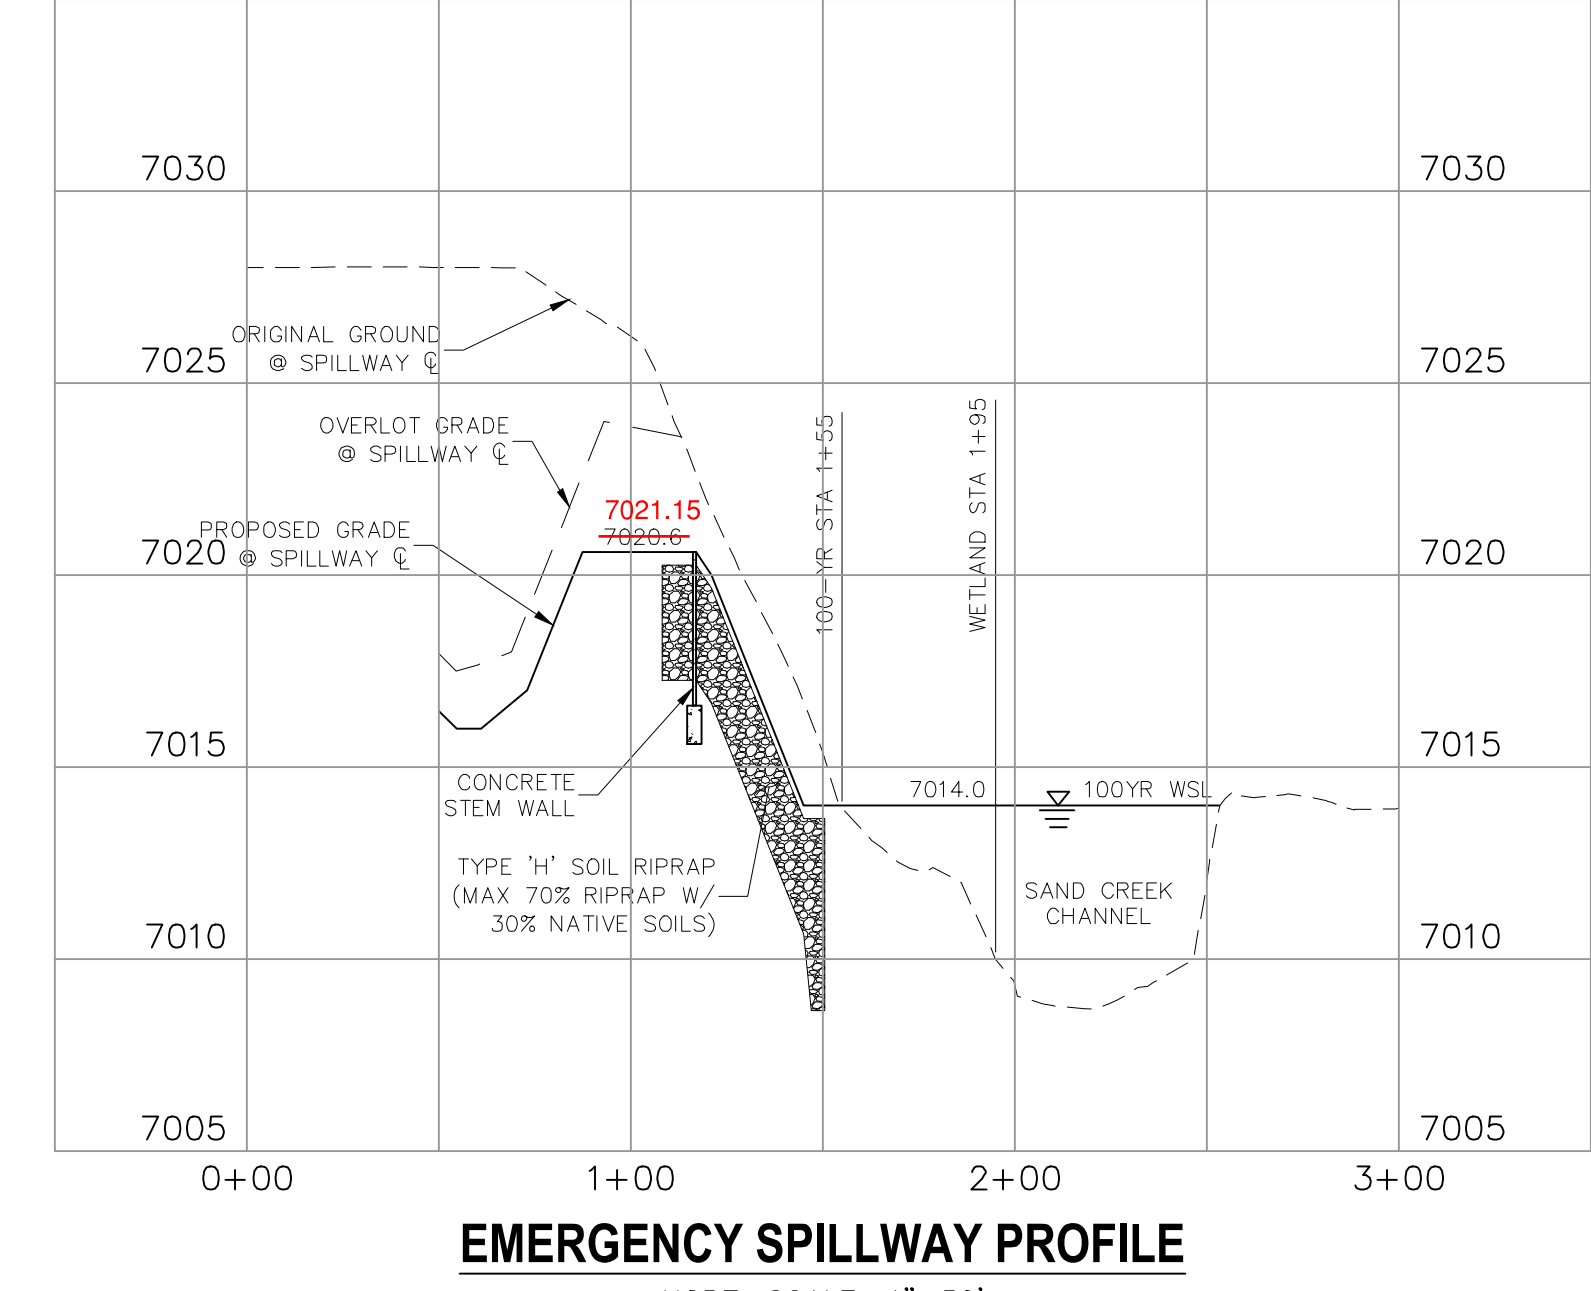 7030
7030
ORIGINAL GROUND
@ SPILLWAY ℄
7025
7025
OVERLOT GRADE
@ SPILLWAY ℄
100-YR STA 1+55
WETLAND STA 1+95
7021.15
7020.6
PROPOSED GRADE
@ SPILLWAY ℄
7020
7020
7015
7015
CONCRETE
STEM WALL
7014.0
100YR WSL
TYPE 'H' SOIL RIPRAP
(MAX 70% RIPRAP W/
30% NATIVE SOILS)
SAND CREEK
CHANNEL
7010
7010
7005
7005
0+00
1+00
2+00
3+00
EMERGENCY SPILLWAY PROFILE